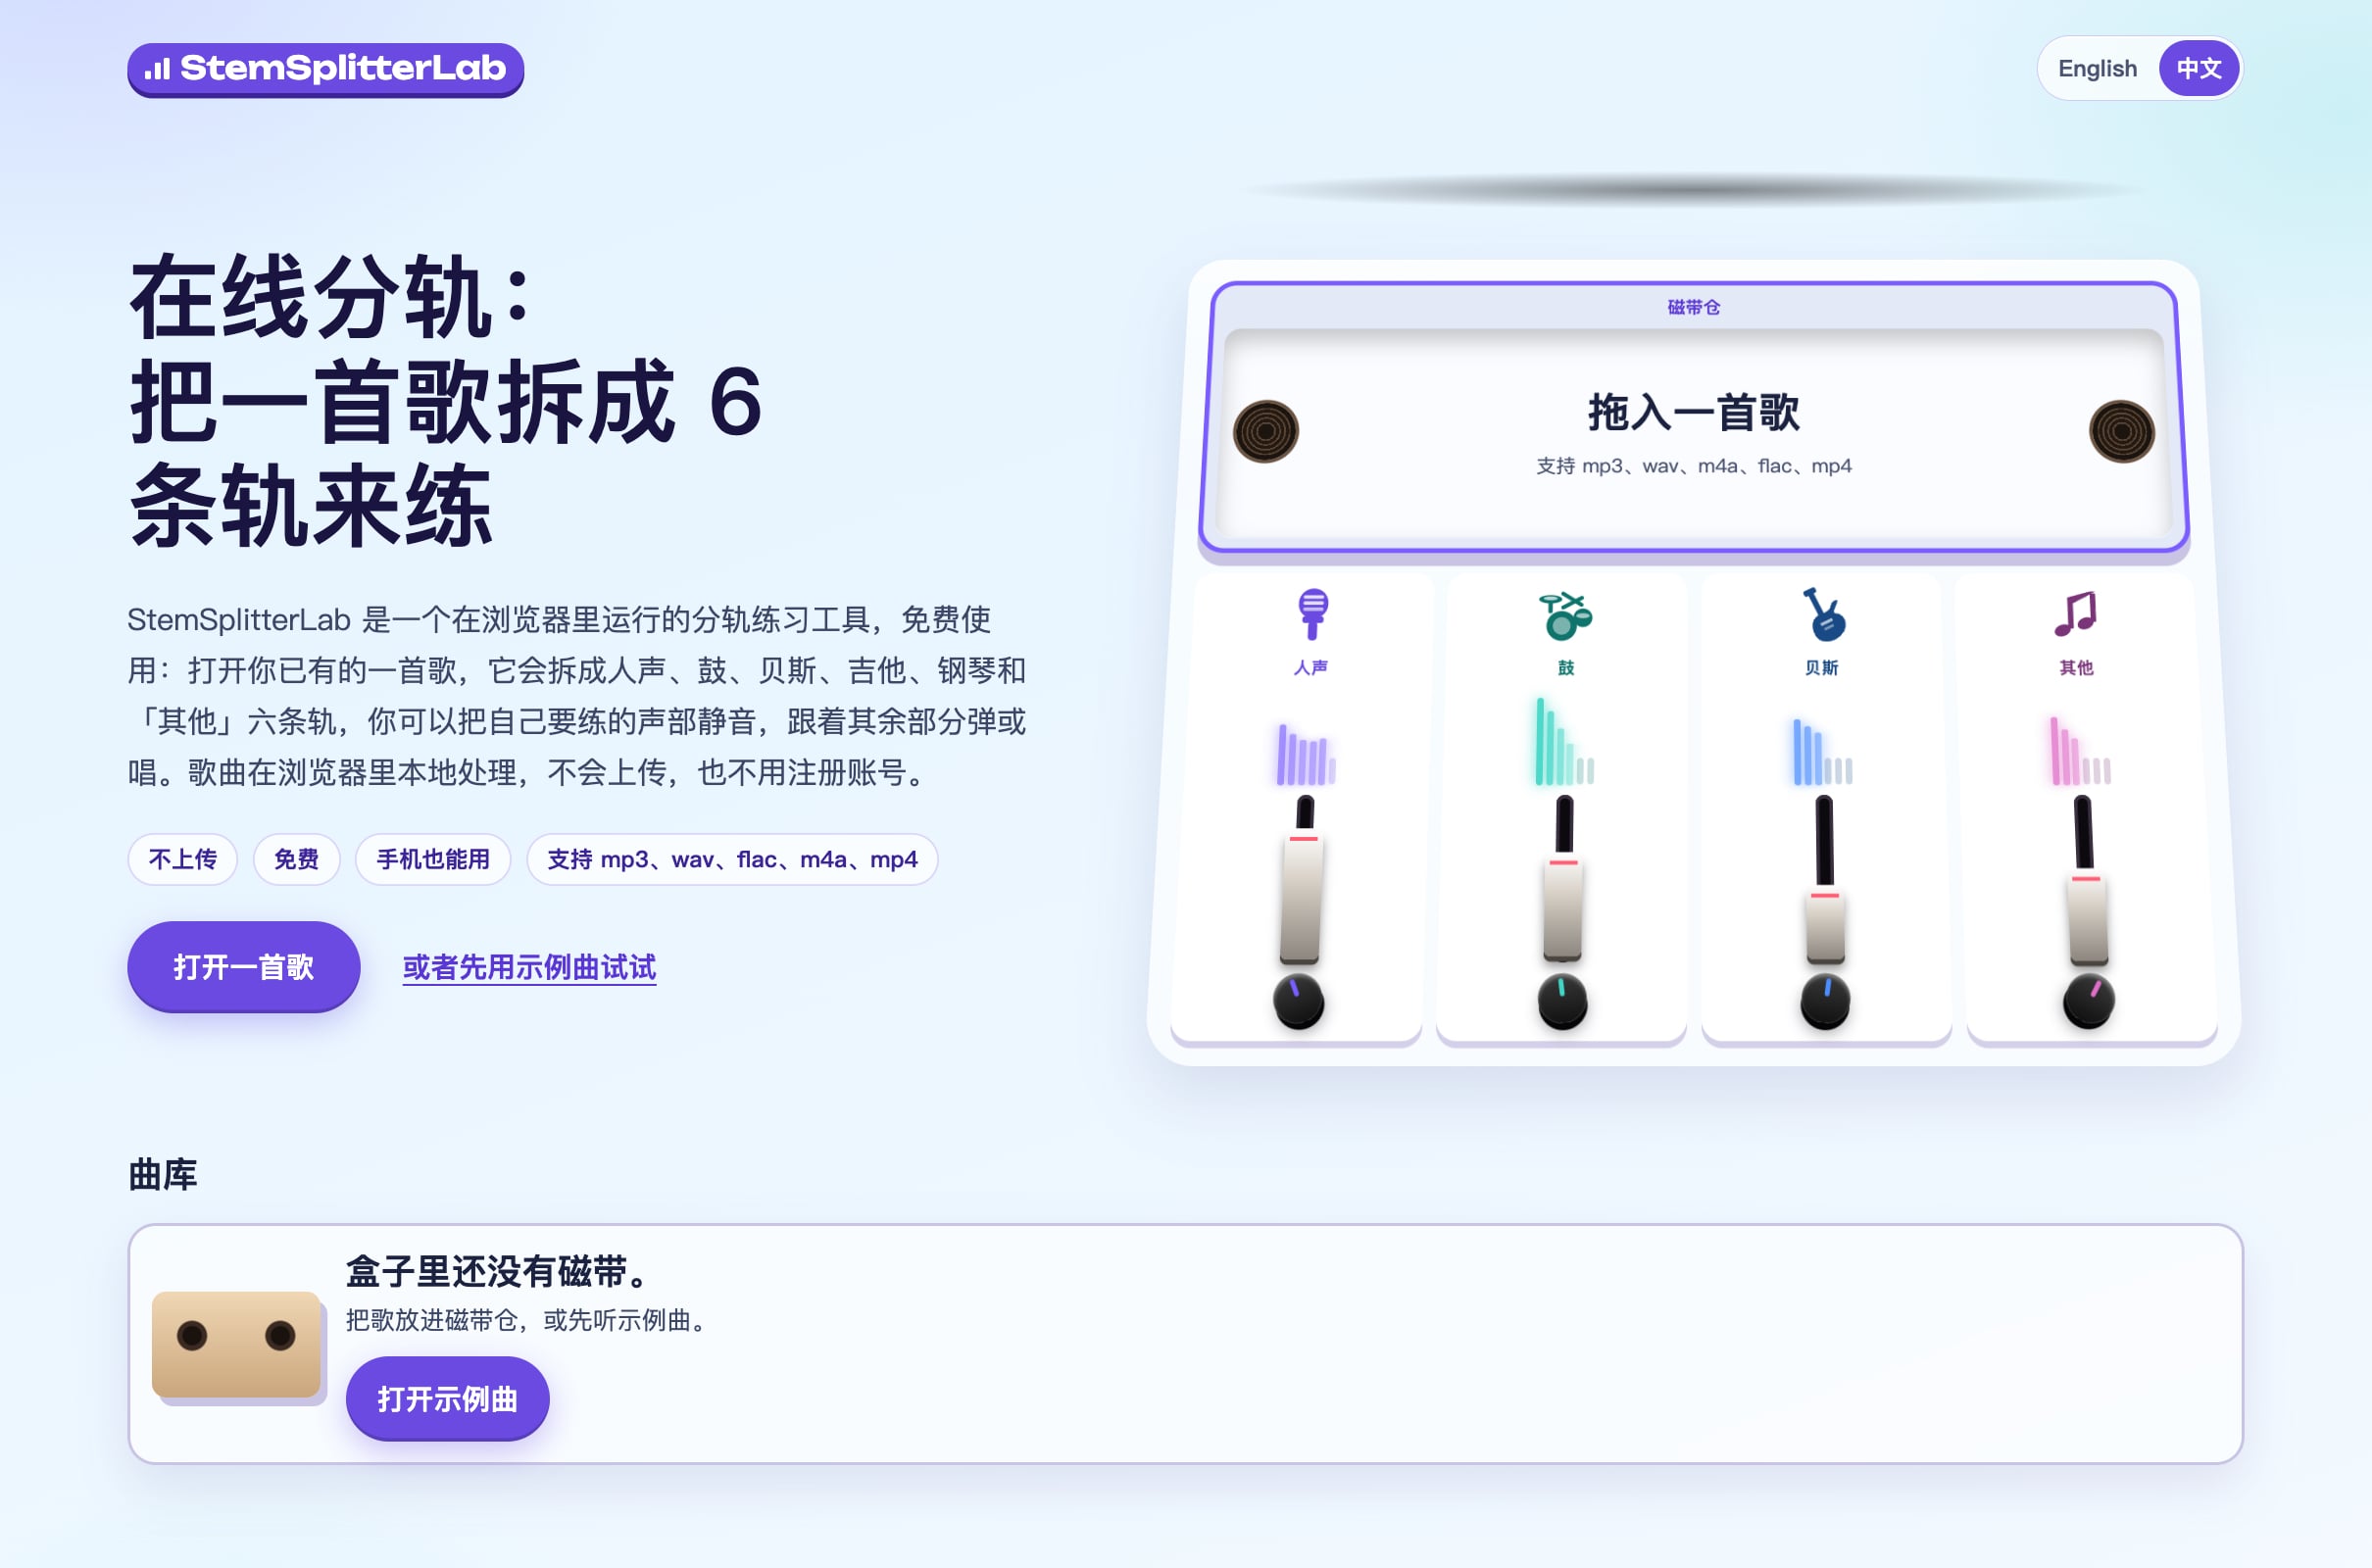 StemSplitterLab
English
中文
在线分轨：
把一首歌拆成 6
条轨来练
StemSplitterLab 是一个在浏览器里运行的分轨练习工具，免费使
用：打开你已有的一首歌，它会拆成人声、鼓、贝斯、吉他、钢琴和
「其他」六条轨，你可以把自己要练的声部静音，跟着其余部分弹或
唱。歌曲在浏览器里本地处理，不会上传，也不用注册账号。
不上传
免费
手机也能用
支持 mp3、wav、flac、m4a、mp4
打开一首歌
或者先用示例曲试试
磁带仓
拖入一首歌
支持 mp3、wav、m4a、flac、mp4
人声
鼓
贝斯
其他
曲库
盒子里还没有磁带。
把歌放进磁带仓，或先听示例曲。
打开示例曲